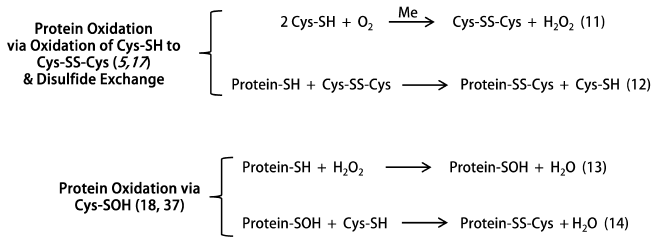 Protein Oxidation
via Oxidation of Cys-SH to
Cys-SS-Cys (5,17)
& Disulfide Exchange
2 Cys-SH + O₂ Me Cys-SS-Cys + H₂O₂ (11)
Protein-SH + Cys-SS-Cys Protein-SS-Cys + Cys-SH (12)
Protein Oxidation via
Cys-SOH (18, 37)
Protein-SH + H₂O₂ Protein-SOH + H₂O (13)
Protein-SOH + Cys-SH Protein-SS-Cys + H₂O (14)